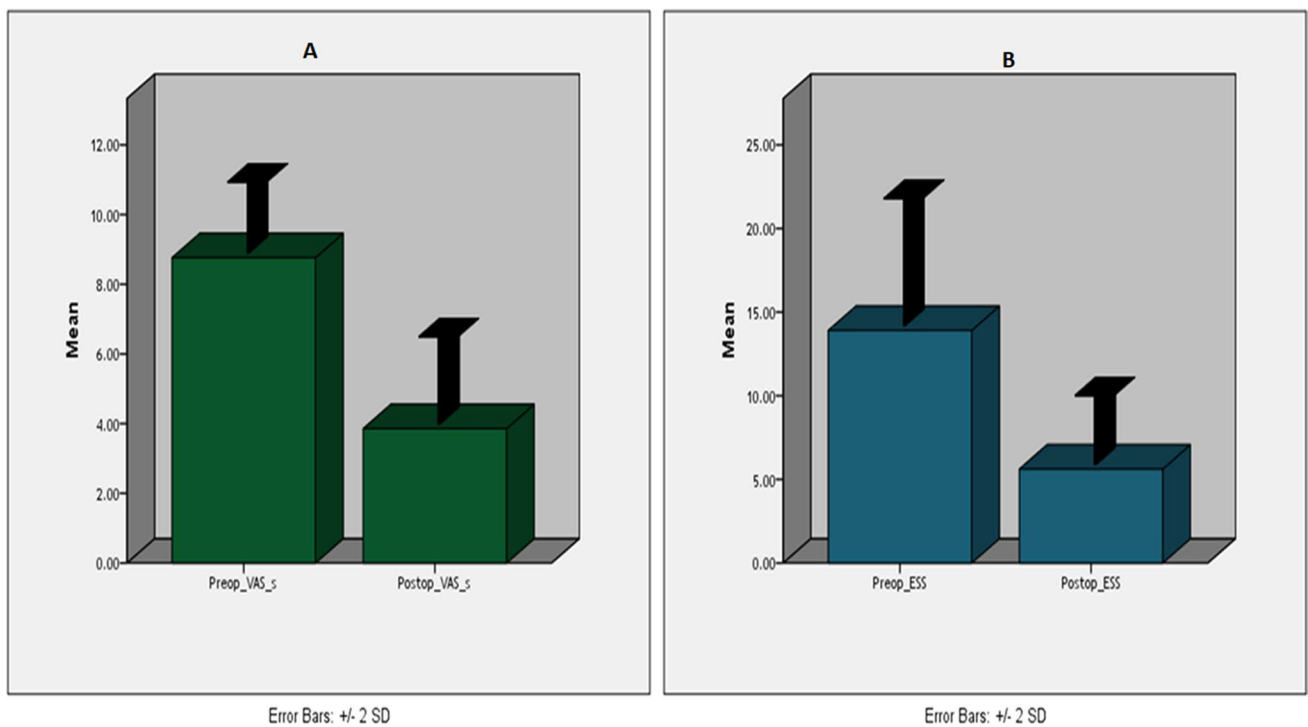 A
Mean
12.00
10.00
8.00
6.00
4.00
2.00
0.00
Preop_VAS_s
Postop_VAS_s
Error Bars: +/- 2 SD
B
Mean
25.00
20.00
15.00
10.00
5.00
0.00
Preop_ESS
Postop_ESS
Error Bars: +/- 2 SD